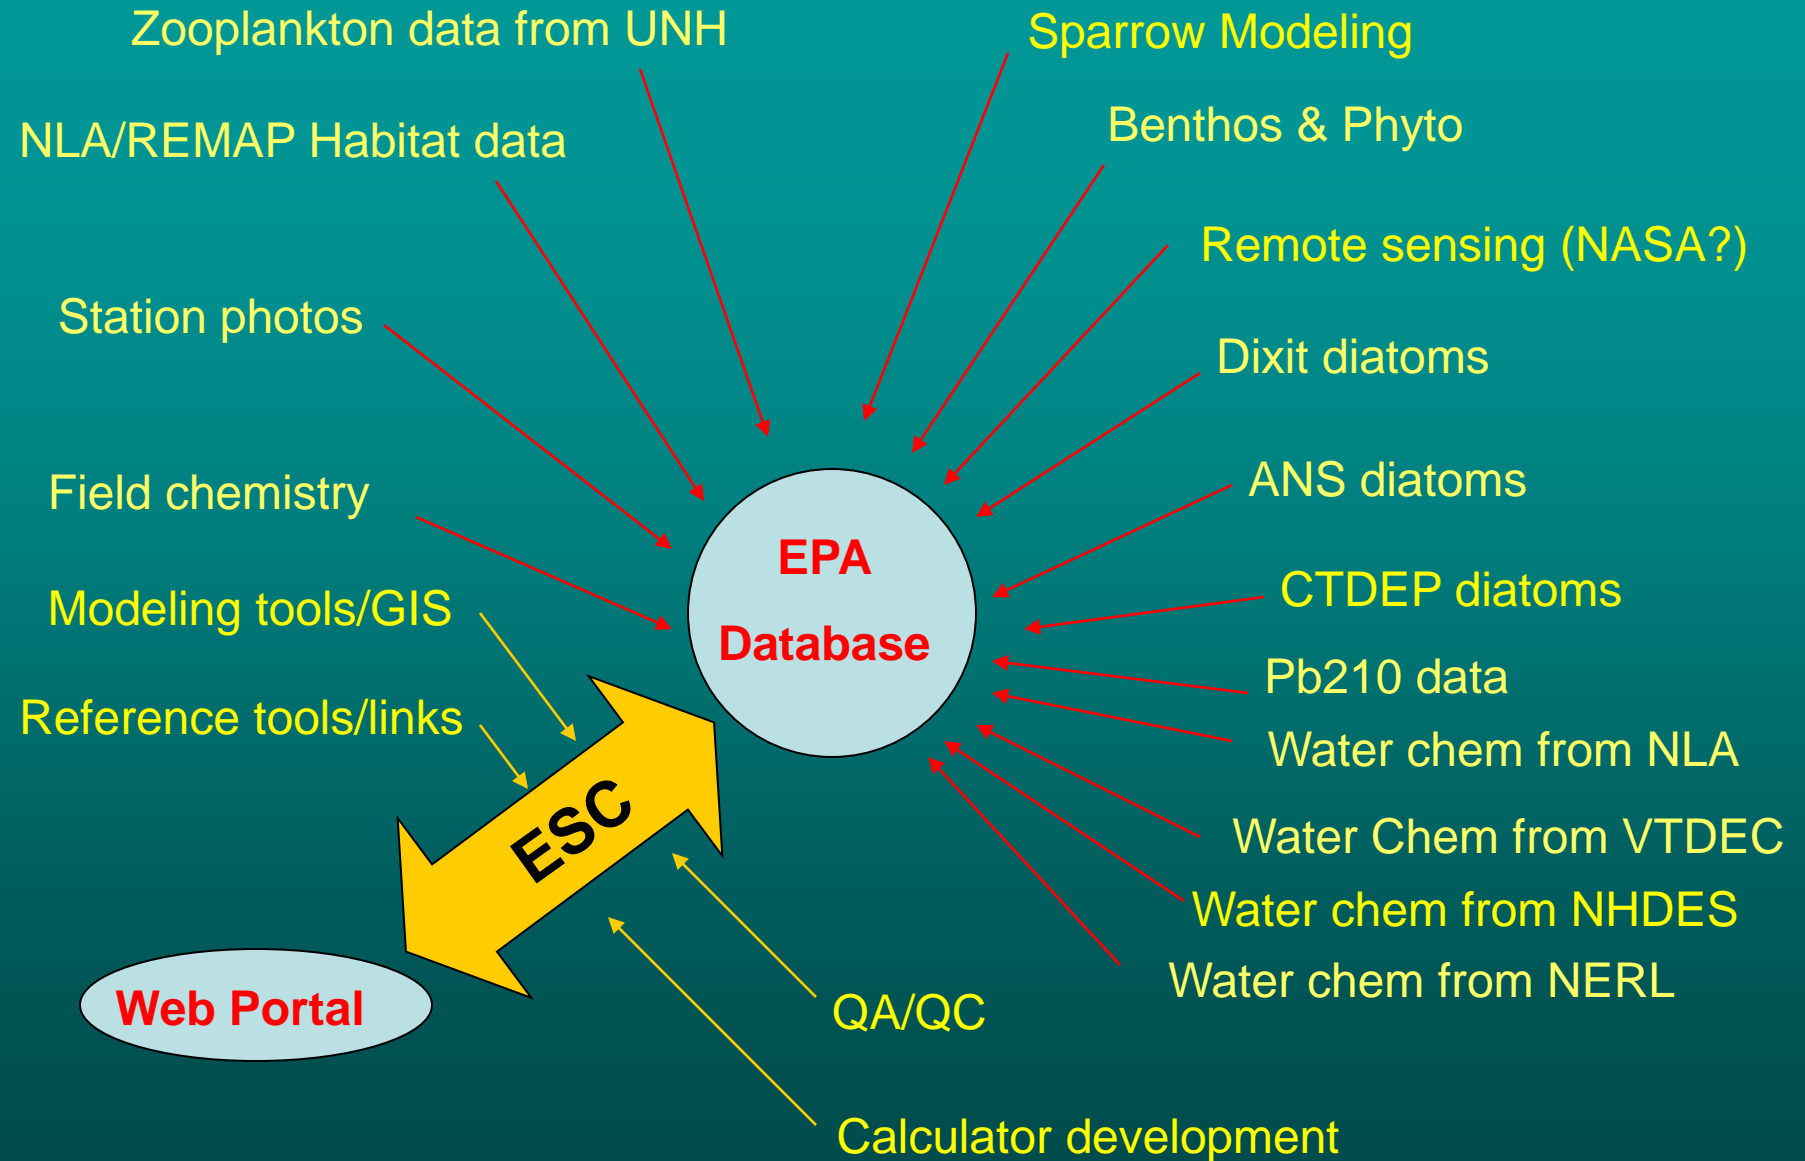 Zooplankton data from UNH
Sparrow Modeling
NLA/REMAP Habitat data
Benthos & Phyto
Remote sensing (NASA?)
Station photos
Dixit diatoms
Field chemistry
ANS diatoms
EPA
Database
Modeling tools/GIS
CTDEP diatoms
Reference tools/links
Pb210 data
Water chem from NLA
ESC
Water Chem from VTDEC
Water chem from NHDES
Water chem from NERL
Web Portal
QA/QC
Calculator development